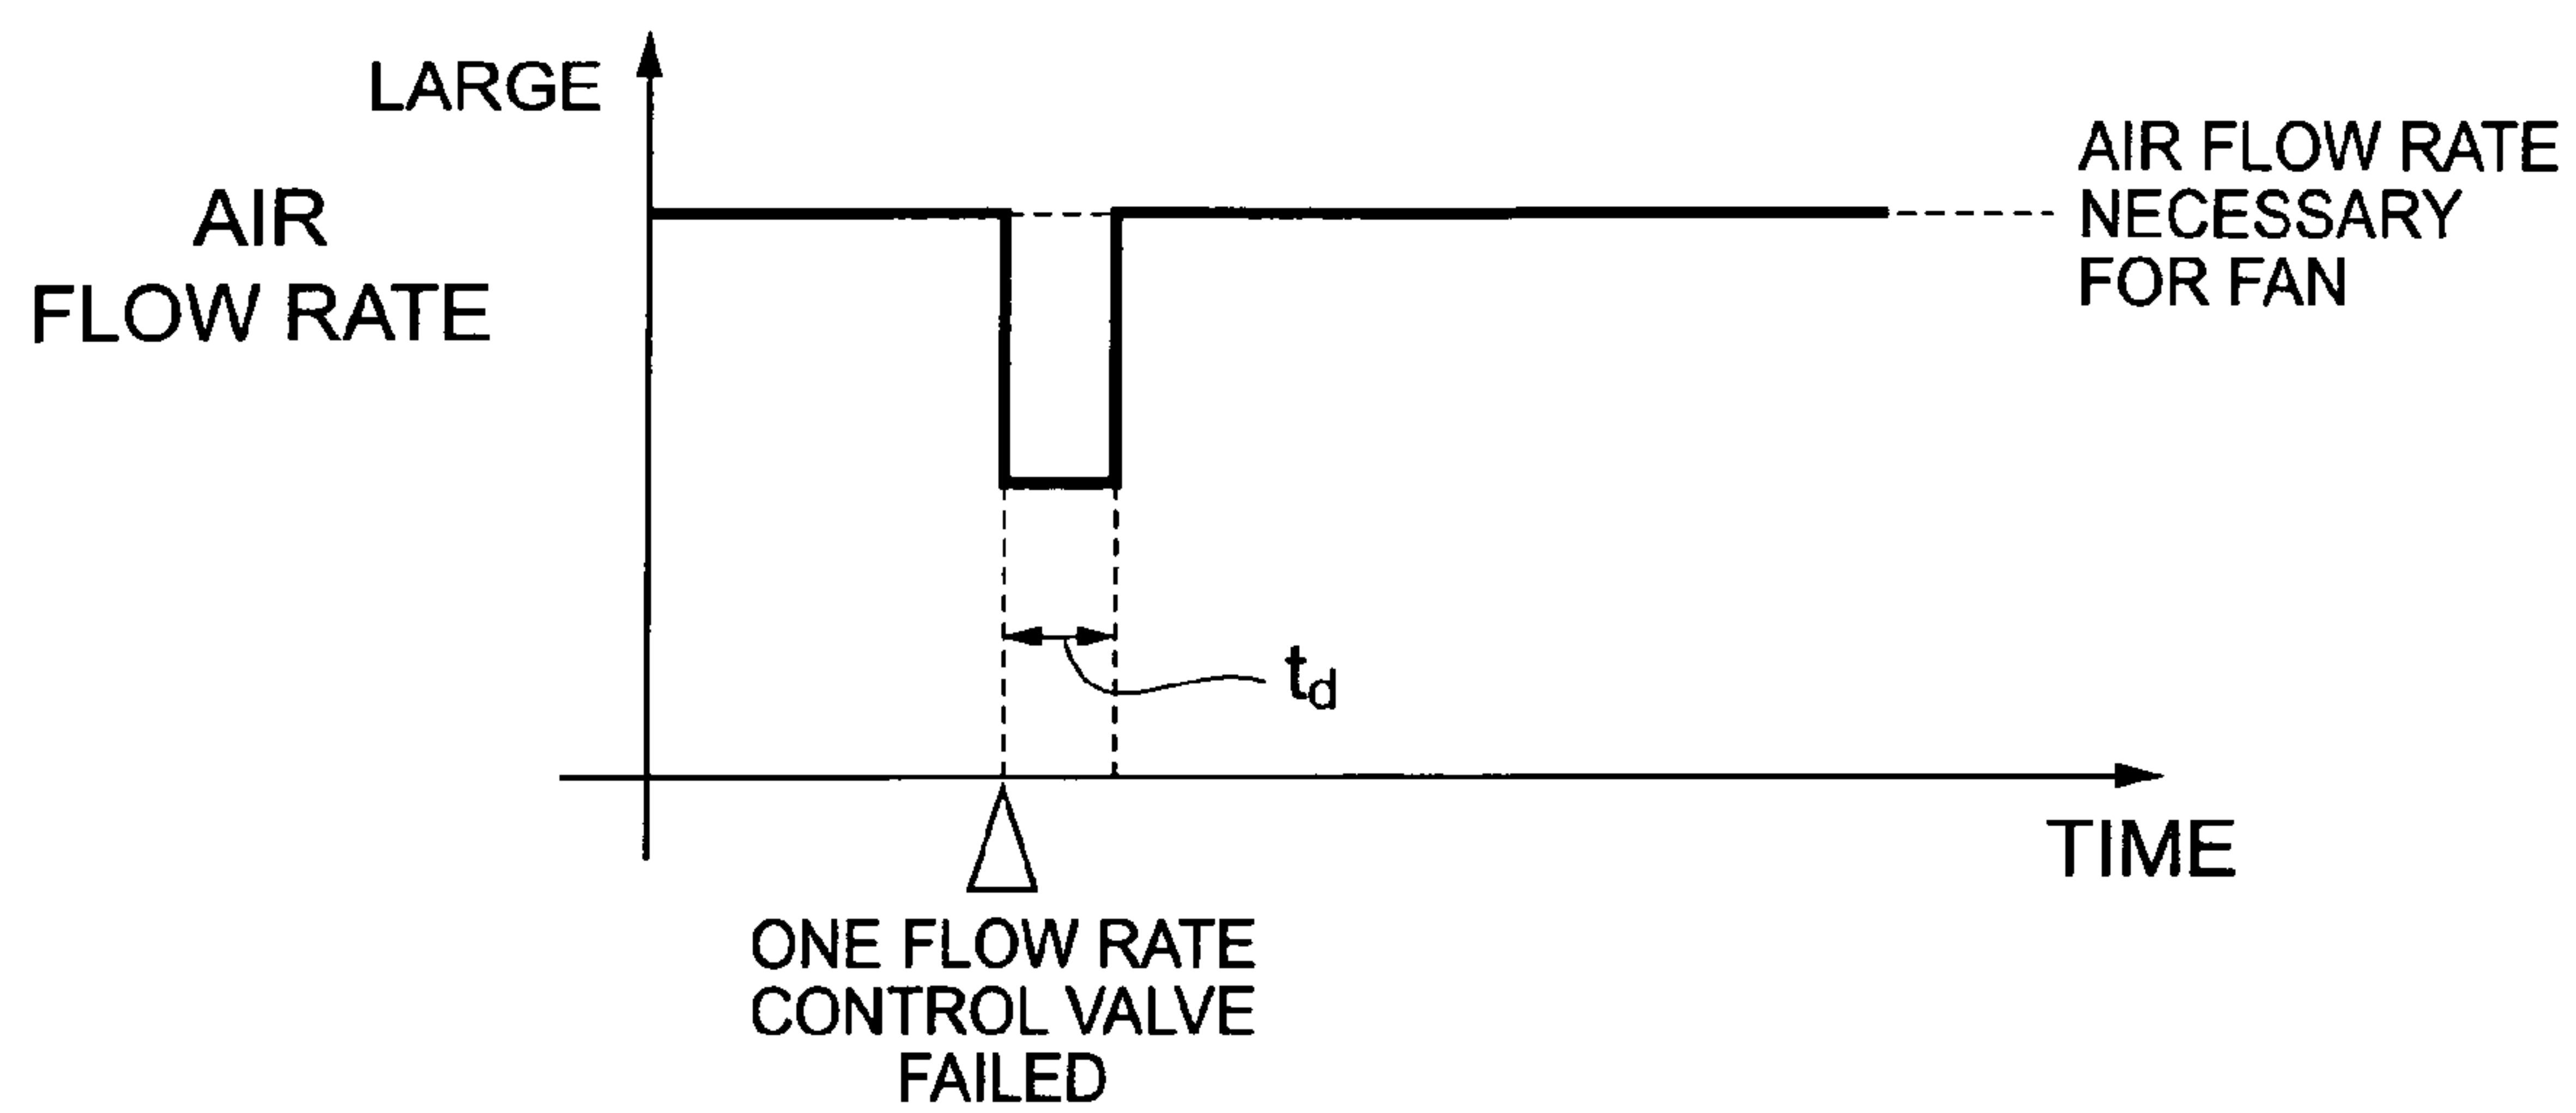 LARGE
AIR
FLOW RATE
AIR FLOW RATE
NECESSARY
FOR FAN
td
TIME
ONE FLOW RATE
CONTROL VALVE
FAILED